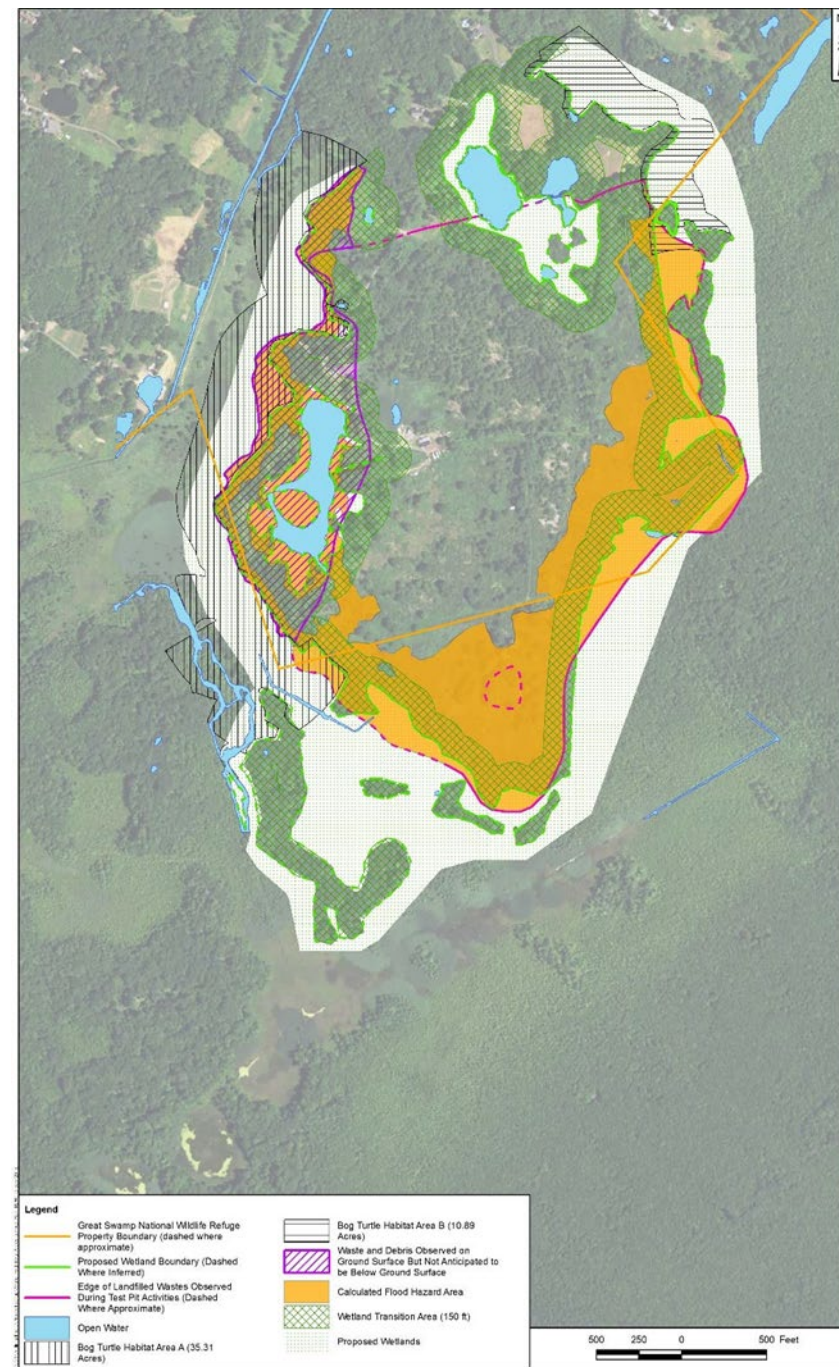 Legend
Great Swamp National Wildlife Refuge
Property Boundary (dashed where
approximate)
Proposed Wetland Boundary (Dashed
Where Inferred)
Edge of Landfilled Wastes Observed
During Test Pit Activities (Dashed
Where Approximate)
Open Water
Bog Turtle Habitat Area A (35.31
Acres)
Bog Turtle Habitat Area B (10.89
Acres)
Waste and Debris Observed on
Ground Surface But Not Anticipated to
be Below Ground Surface
Calculated Flood Hazard Area
Wetland Transition Area (150 ft)
Proposed Wetlands
500 250 0 500 Feet